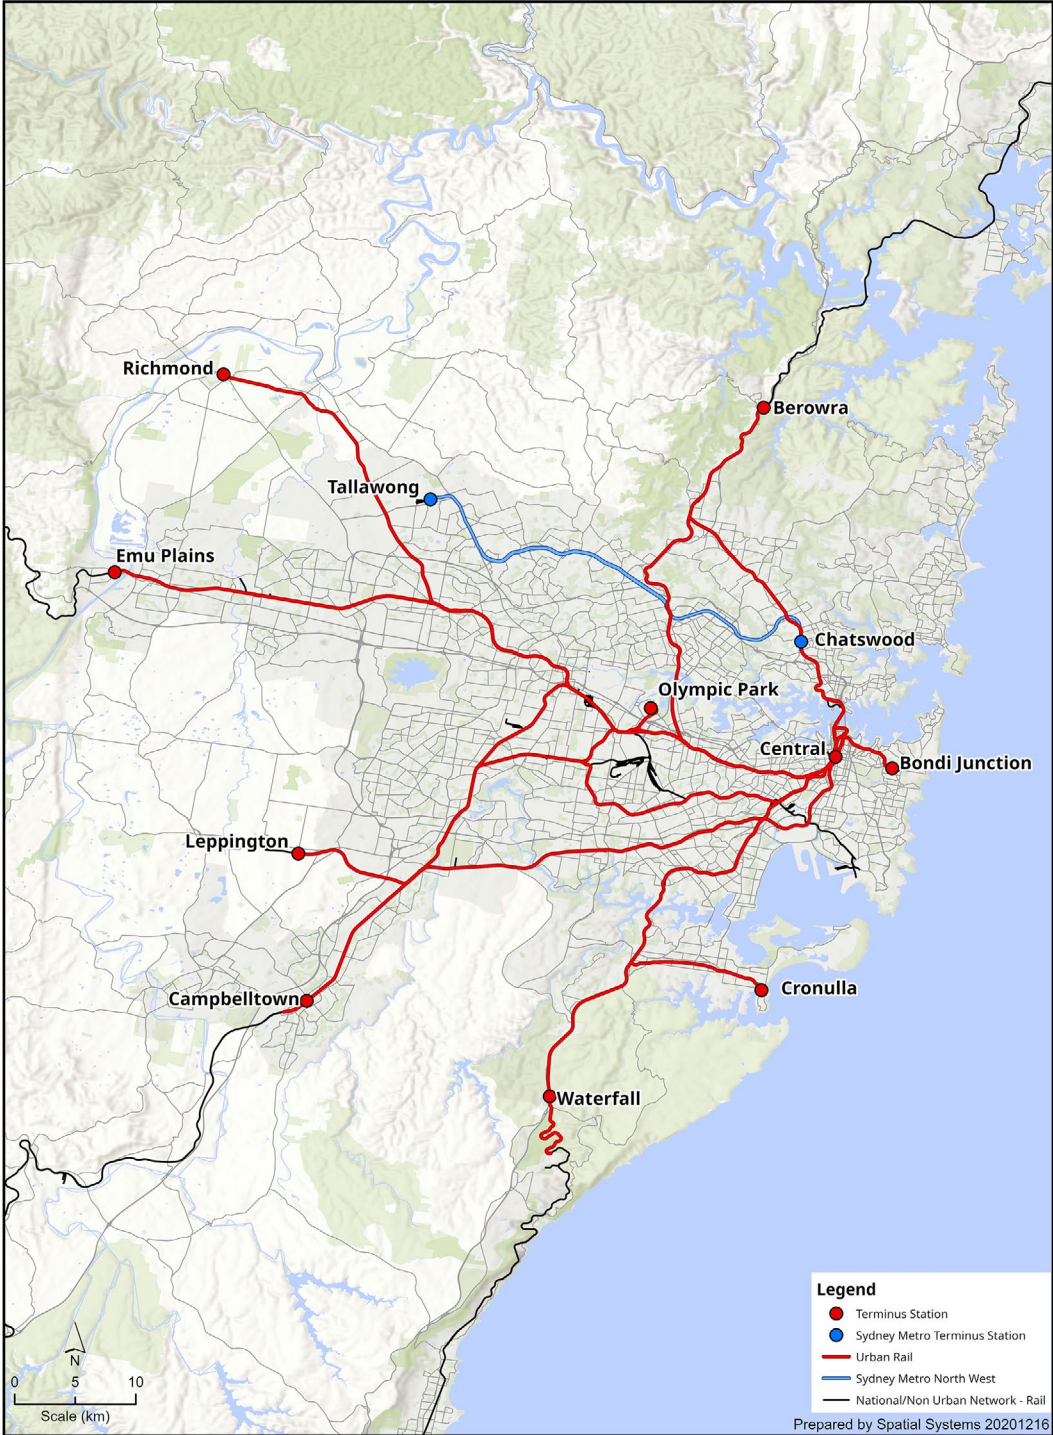 Richmond
Berowra
Tallawong
Emu Plains
Chatswood
Olympic Park
Central
Bondi Junction
Leppington
Cronulla
Campbelltown
Waterfall
Legend
Terminus Station
Sydney Metro Terminus Station
Urban Rail
Sydney Metro North West
National/Non Urban Network - Rail
N
0 5 10
Scale (km)
Prepared by Spatial Systems 20201216